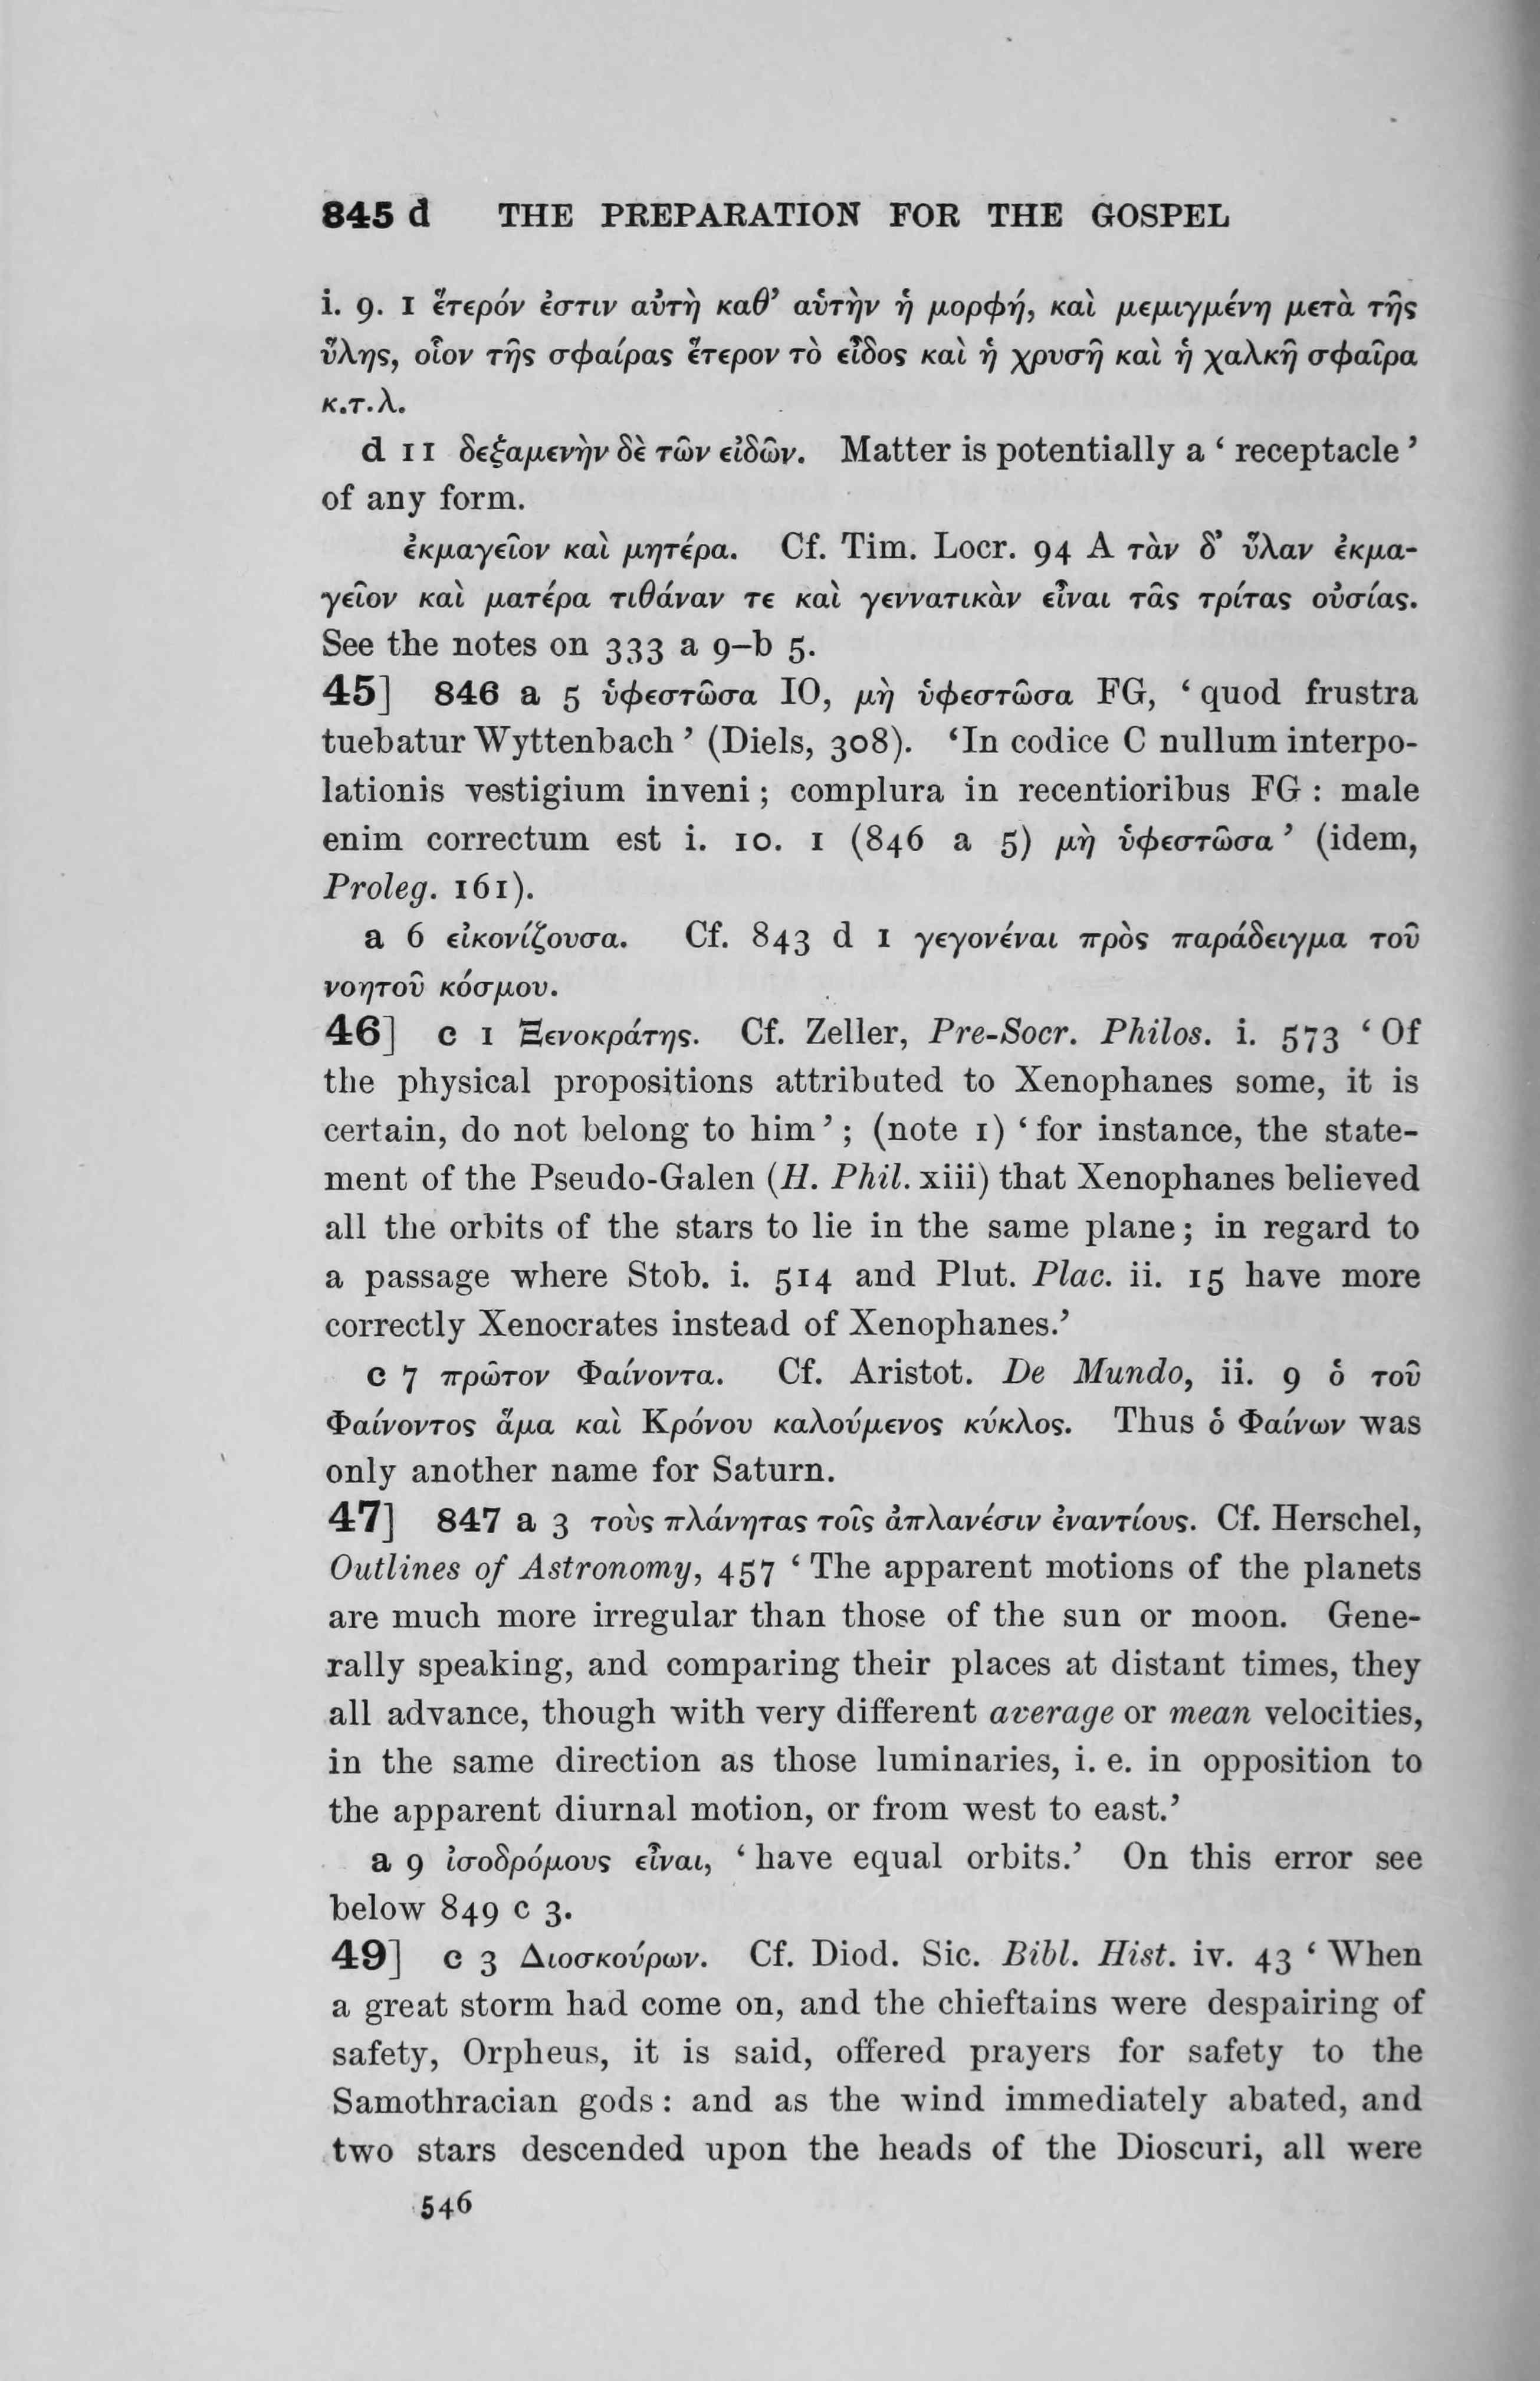 845 d THE PREPARATION FOR THE GOSPEL
i. 9. 1 ἕτερόν ἐστιν αὐτὴ καθ’ αὑτὴν ἡ μορφή, καὶ μεμιγμένη μετὰ τῆς
ὕλης, οἷον τῆς σφαίρας ἕτερον τὸ εἶδος καὶ ἡ χρυσῆ καὶ ἡ χαλκῆ σφαῖρα
κ.τ.λ.
d 11 δεξαμενὴν δὲ τῶν εἰδῶν. Matter is potentially a ‘ receptacle ’
of any form.
ἐκμαγεῖον καὶ μητέρα. Cf. Tim. Locr. 94 A τὰν δ’ ὕλαν ἐκμα-
γεῖον καὶ ματέρα τιθάναν τε καὶ γεννατικὰν εἶναι τᾶς τρίτας οὐσίας.
See the notes on 333 a 9–b 5.
45] 846 a 5 ὑφεστῶσα IO, μὴ ὑφεστῶσα FG, ‘ quod frustra
tuebatur Wyttenbach ’ (Diels, 308). ‘In codice C nullum interpo-
lationis vestigium inveni ; complura in recentioribus FG : male
enim correctum est i. 10. 1 (846 a 5) μὴ ὑφεστῶσα ’ (idem,
Proleg. 161).
a 6 εἰκονίζουσα. Cf. 843 d 1 γεγονέναι πρὸς παράδειγμα τοῦ
νοητοῦ κόσμου.
46] c 1 Ξενοκράτης. Cf. Zeller, Pre-Socr. Philos. i. 573 ‘ Of
the physical propositions attributed to Xenophanes some, it is
certain, do not belong to him ’ ; (note 1) ‘ for instance, the state-
ment of the Pseudo-Galen (H. Phil. xiii) that Xenophanes believed
all the orbits of the stars to lie in the same plane ; in regard to
a passage where Stob. i. 514 and Plut. Plac. ii. 15 have more
correctly Xenocrates instead of Xenophanes.’
c 7 πρῶτον Φαίνοντα. Cf. Aristot. De Mundo, ii. 9 ὁ τοῦ
Φαίνοντος ἅμα καὶ Κρόνου καλούμενος κύκλος. Thus ὁ Φαίνων was
only another name for Saturn.
47] 847 a 3 τοὺς πλάνητας τοῖς ἀπλανέσιν ἐναντίους. Cf. Herschel,
Outlines of Astronomy, 457 ‘ The apparent motions of the planets
are much more irregular than those of the sun or moon. Gene-
rally speaking, and comparing their places at distant times, they
all advance, though with very different average or mean velocities,
in the same direction as those luminaries, i. e. in opposition to
the apparent diurnal motion, or from west to east.’
a 9 ἰσοδρόμους εἶναι, ‘ have equal orbits.’ On this error see
below 849 c 3.
49] c 3 Διοσκούρων. Cf. Diod. Sic. Bibl. Hist. iv. 43 ‘ When
a great storm had come on, and the chieftains were despairing of
safety, Orpheus, it is said, offered prayers for safety to the
Samothracian gods : and as the wind immediately abated, and
two stars descended upon the heads of the Dioscuri, all were
546